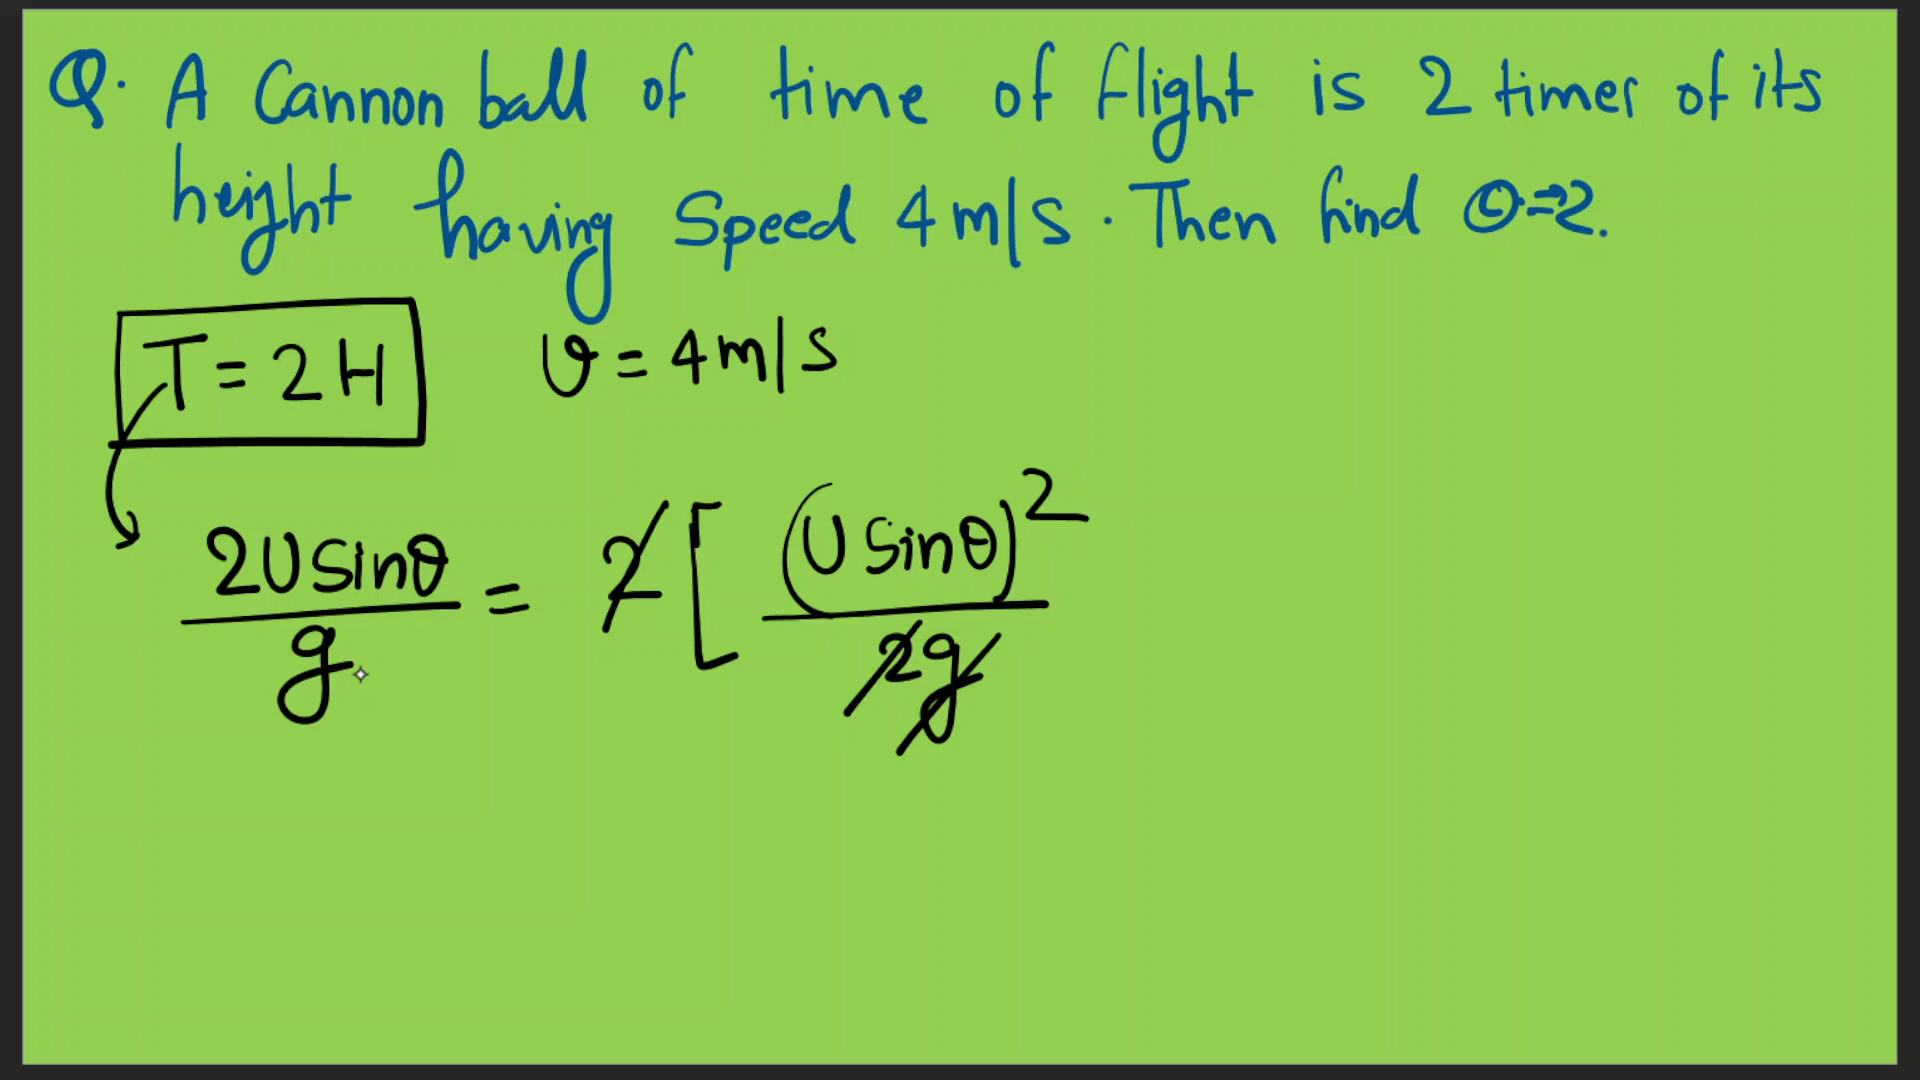 Q. A Cannon ball of time of flight is 2 times of its
height having Speed 4 m/s. Then find θ=?.
T = 2H v = 4 m/s
2U sinθ / g = 2 [ (U sinθ)^2 / 2g